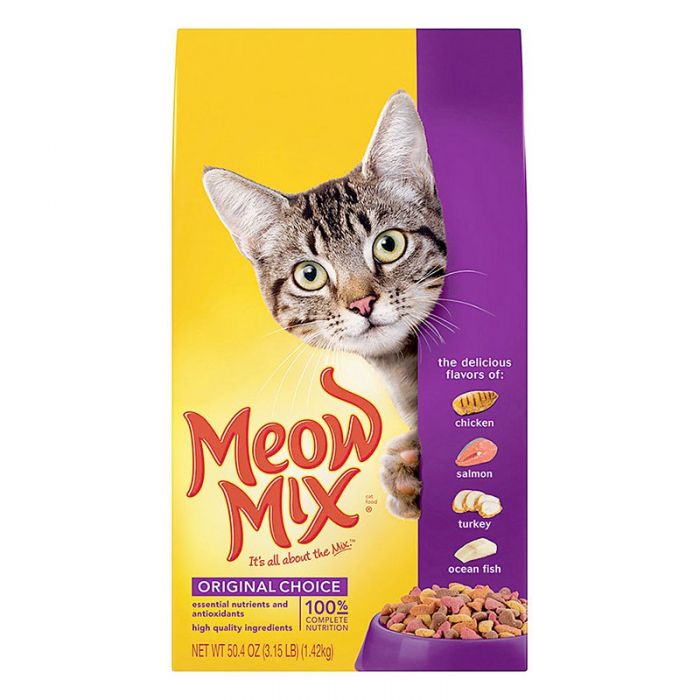 the delicious
flavors of:
chicken
salmon
turkey
ocean fish
Meow
Mix
cat
food
®
It's all about the Mix.™
ORIGINAL CHOICE
essential nutrients and
antioxidants
high quality ingredients
100%
COMPLETE
NUTRITION
NET WT 50.4 OZ (3.15 LB) (1.42kg)